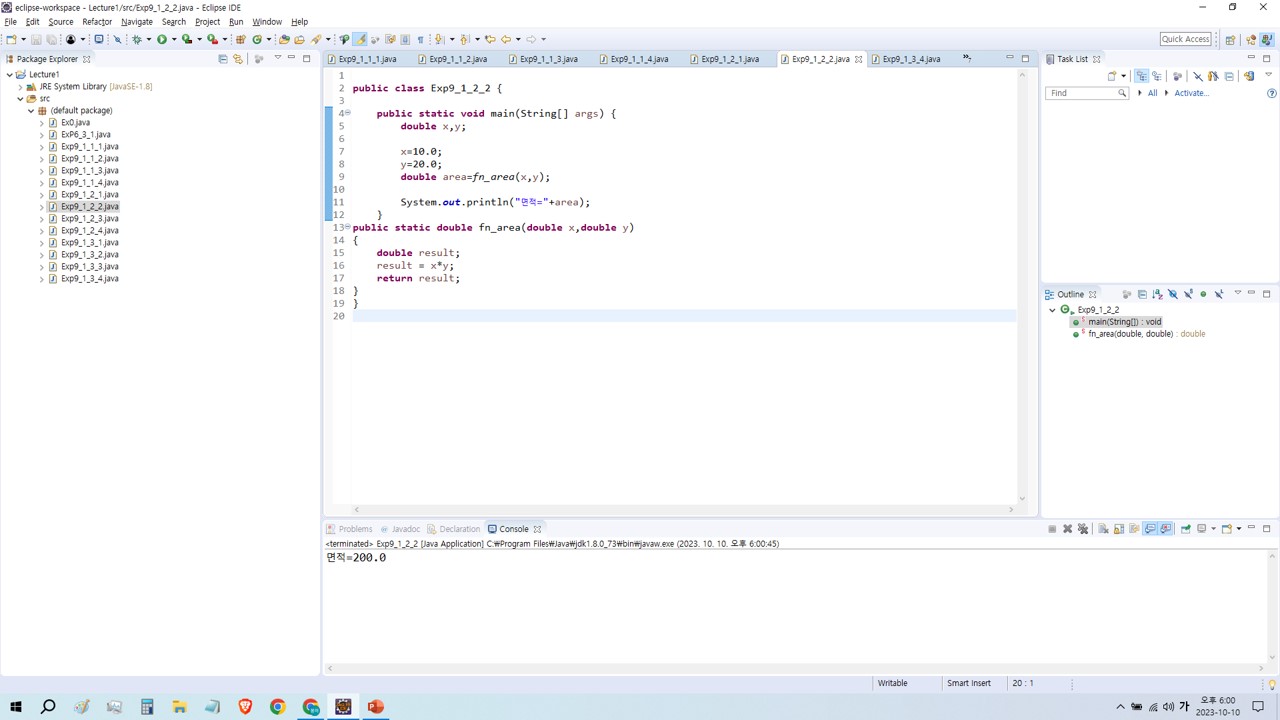 eclipse-workspace - Lecture1/src/Exp9_1_2_2.java - Eclipse IDE
File Edit Source Refactor Navigate Search Project Run Window Help
Quick Access
Package Explorer
Lecture1
JRE System Library [JavaSE-1.8]
src
(default package)
Ex0.java
ExP6_3_1.java
Exp9_1_1_1.java
Exp9_1_1_2.java
Exp9_1_1_3.java
Exp9_1_1_4.java
Exp9_1_2_1.java
Exp9_1_2_2.java
Exp9_1_2_3.java
Exp9_1_2_4.java
Exp9_1_3_1.java
Exp9_1_3_2.java
Exp9_1_3_3.java
Exp9_1_3_4.java
Exp9_1_1_1.java Exp9_1_1_2.java Exp9_1_1_3.java Exp9_1_1_4.java Exp9_1_2_1.java Exp9_1_2_2.java Exp9_1_3_4.java
1
2 public class Exp9_1_2_2 {
3
4 public static void main(String[] args) {
5 double x,y;
6
7 x=10.0;
8 y=20.0;
9 double area=fn_area(x,y);
10
11 System.out.println("면적="+area);
12 }
13 public static double fn_area(double x,double y)
14 {
15 double result;
16 result = x*y;
17 return result;
18 }
19 }
20
Task List
Find All Activate...
Outline
Exp9_1_2_2
main(String[]) : void
fn_area(double, double) : double
Problems Javadoc Declaration Console
<terminated> Exp9_1_2_2 [Java Application] C:₩Program Files₩Java₩jdk1.8.0_73₩bin₩javaw.exe (2023. 10. 10. 오후 6:00:45)
면적=200.0
Writable Smart Insert 20 : 1
가
오후 6:00
2023-10-10